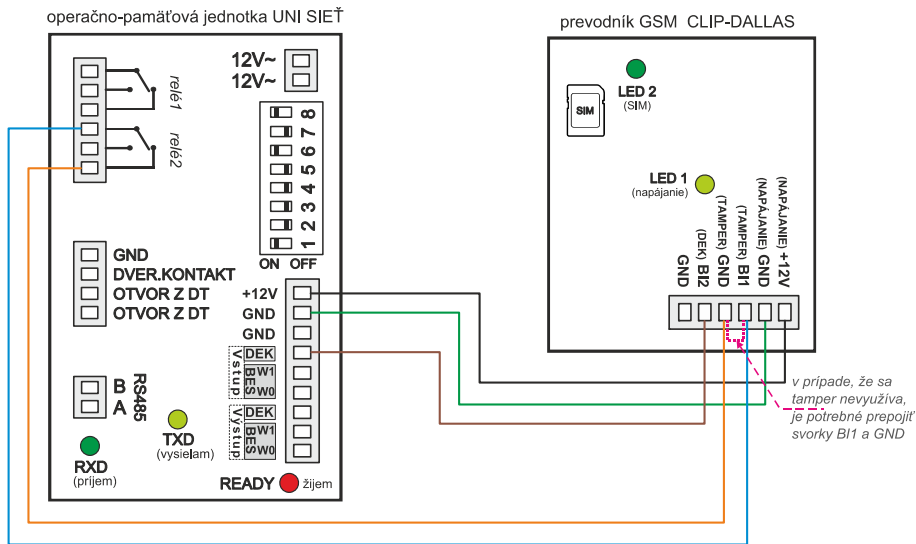 operačno-pamäťová jednotka UNI SIEŤ
12V~
12V~
relé1
relé2
8
7
6
5
4
3
2
1
ON OFF
GND
DVER.KONTAKT
OTVOR Z DT
OTVOR Z DT
+12V
GND
GND
Vstup
DEK
BES
W1
W0
Výstup
DEK
BES
W1
W0
B
A
RS485
RXD
(príjem)
TXD
(vysielam)
READY
žijem
prevodník GSM CLIP-DALLAS
SIM
LED 2
(SIM)
LED 1
(napájanie)
GND
(DEK) BI2
(TAMPER) GND
(TAMPER) BI1
(NAPÁJANIE) GND
(NAPÁJANIE) +12V
v prípade, že sa
tamper nevyužíva,
je potrebné prepojiť
svorky BI1 a GND